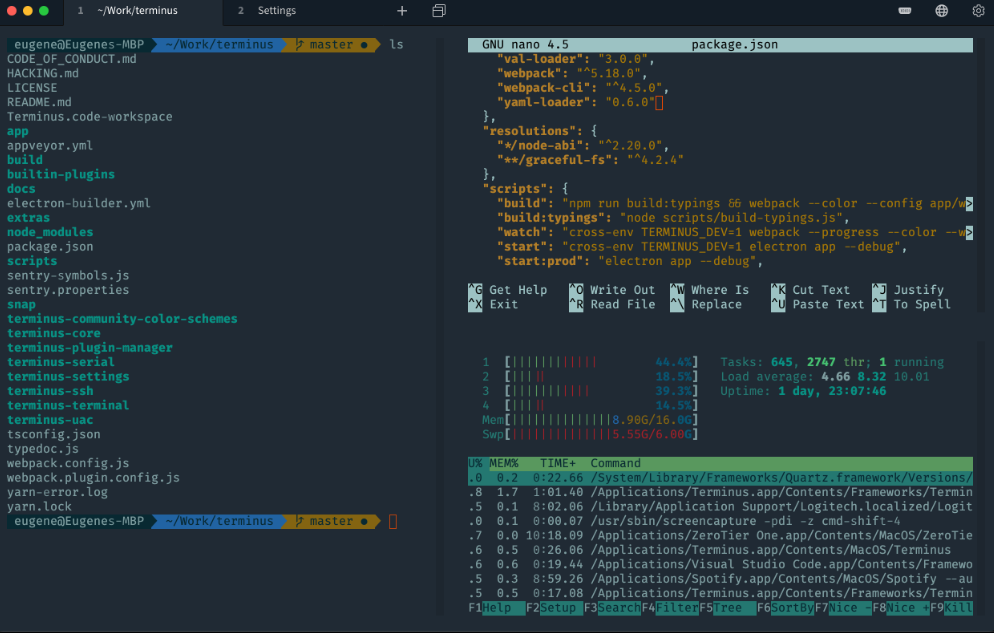 1 ~/Work/terminus
2 Settings
eugene@Eugenes-MBP ~/Work/terminus master ● ls
CODE_OF_CONDUCT.md
HACKING.md
LICENSE
README.md
Terminus.code-workspace
app
appveyor.yml
build
builtin-plugins
docs
electron-builder.yml
extras
node_modules
package.json
scripts
sentry-symbols.js
sentry.properties
snap
terminus-community-color-schemes
terminus-core
terminus-plugin-manager
terminus-serial
terminus-settings
terminus-ssh
terminus-terminal
terminus-uac
tsconfig.json
typedoc.js
webpack.config.js
webpack.plugin.config.js
yarn-error.log
yarn.lock
eugene@Eugenes-MBP ~/Work/terminus master ●
GNU nano 4.5 package.json
"val-loader": "3.0.0",
"webpack": "^5.18.0",
"webpack-cli": "^4.5.0",
"yaml-loader": "0.6.0"
},
"resolutions": {
"*/node-abi": "^2.20.0",
"**/graceful-fs": "^4.2.4"
},
"scripts": {
"build": "npm run build:typings && webpack --color --config app/w>
"build:typings": "node scripts/build-typings.js",
"watch": "cross-env TERMINUS_DEV=1 webpack --progress --color --w>
"start": "cross-env TERMINUS_DEV=1 electron app --debug",
"start:prod": "electron app --debug",
^G Get Help ^O Write Out ^W Where Is ^K Cut Text ^J Justify
^X Exit ^R Read File ^\ Replace ^U Paste Text ^T To Spell
1 [||||||||||||| 44.4%] Tasks: 645, 2747 thr; 1 running
2 [||||| 18.5%] Load average: 4.66 8.32 10.01
3 [|||||||||||| 39.3%] Uptime: 1 day, 23:07:46
4 [||||| 14.5%]
Mem[||||||||||||||8.90G/16.0G]
Swp[||||||||||||||5.55G/6.00G]
U% MEM% TIME+ Command
.0 0.2 0:22.66 /System/Library/Frameworks/Quartz.framework/Versions/
.8 1.7 1:01.40 /Applications/Terminus.app/Contents/Frameworks/Termin
.5 0.1 8:02.06 /Library/Application Support/Logitech.localized/Logit
.0 0.1 0:00.07 /usr/sbin/screencapture -pdi -z cmd-shift-4
.7 0.0 10:18.09 /Applications/ZeroTier One.app/Contents/MacOS/ZeroTie
.6 0.5 0:26.06 /Applications/Terminus.app/Contents/MacOS/Terminus
.6 0.6 0:19.44 /Applications/Visual Studio Code.app/Contents/Framewo
.5 0.3 8:59.26 /Applications/Spotify.app/Contents/MacOS/Spotify --au
.5 0.5 0:17.08 /Applications/Terminus.app/Contents/Frameworks/Termin
F1Help F2Setup F3SearchF4FilterF5Tree F6SortByF7Nice -F8Nice +F9Kill